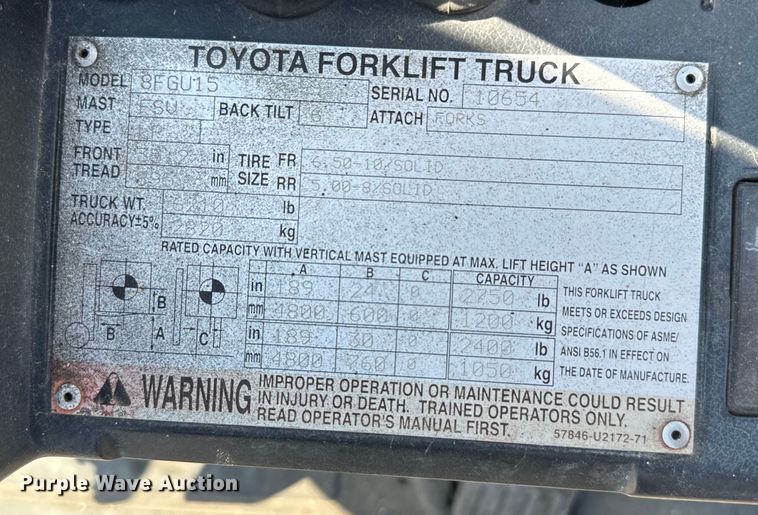 TOYOTA FORKLIFT TRUCK
MODEL 8FGU15 SERIAL NO. 10654
MAST FSV BACK TILT 6 ATTACH FORKS
TYPE
FRONT TREAD in mm
TIRE SIZE FR 6.50-10/SOLID
RR 5.00-8/SOLID
TRUCK WT. lb
ACCURACY±5% 2820 kg
RATED CAPACITY WITH VERTICAL MAST EQUIPPED AT MAX. LIFT HEIGHT "A" AS SHOWN
A B C CAPACITY
in 189 24 0 lb
mm 4800 600 0 1200 kg
in 189 30 0 2400 lb
mm 4800 760 0 1050 kg
B
B A C
THIS FORKLIFT TRUCK
MEETS OR EXCEEDS DESIGN
SPECIFICATIONS OF ASME/
ANSI B56.1 IN EFFECT ON
THE DATE OF MANUFACTURE.
WARNING
IMPROPER OPERATION OR MAINTENANCE COULD RESULT
IN INJURY OR DEATH. TRAINED OPERATORS ONLY.
READ OPERATOR'S MANUAL FIRST.
57846-U2172-71
Purple Wave Auction